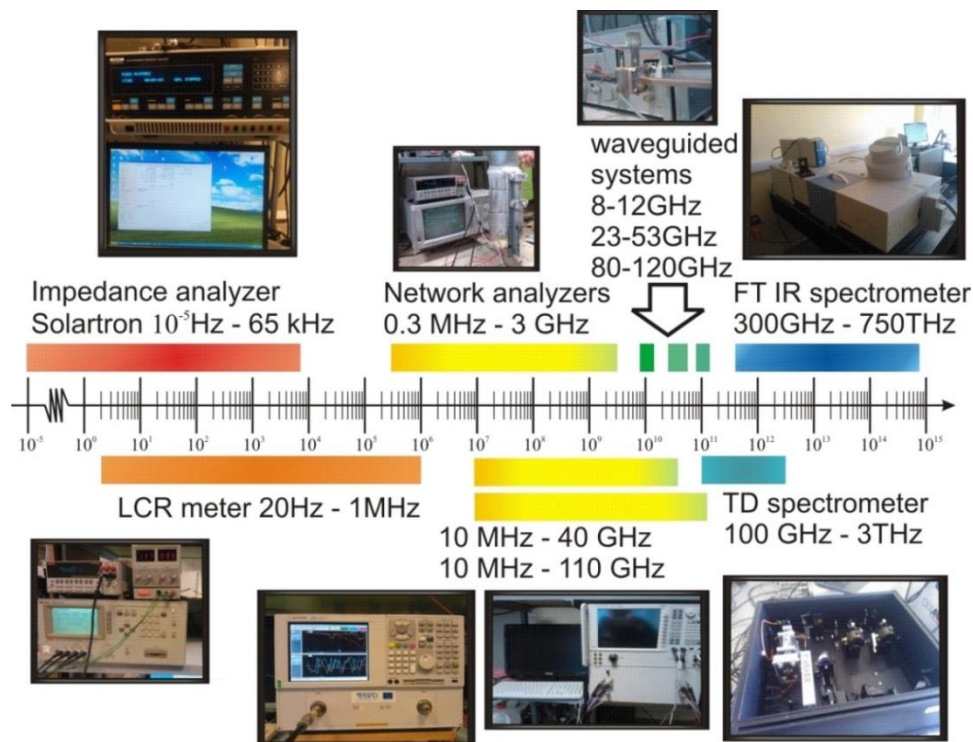 waveguided
systems
8-12GHz
23-53GHz
80-120GHz
Impedance analyzer
Solartron 10⁻⁵Hz - 65 kHz
Network analyzers
0.3 MHz - 3 GHz
FT IR spectrometer
300GHz - 750THz
10⁻⁵ 10⁰ 10¹ 10² 10³ 10⁴ 10⁵ 10⁶ 10⁷ 10⁸ 10⁹ 10¹⁰ 10¹¹ 10¹² 10¹³ 10¹⁴ 10¹⁵
LCR meter 20Hz - 1MHz
10 MHz - 40 GHz
10 MHz - 110 GHz
TD spectrometer
100 GHz - 3THz